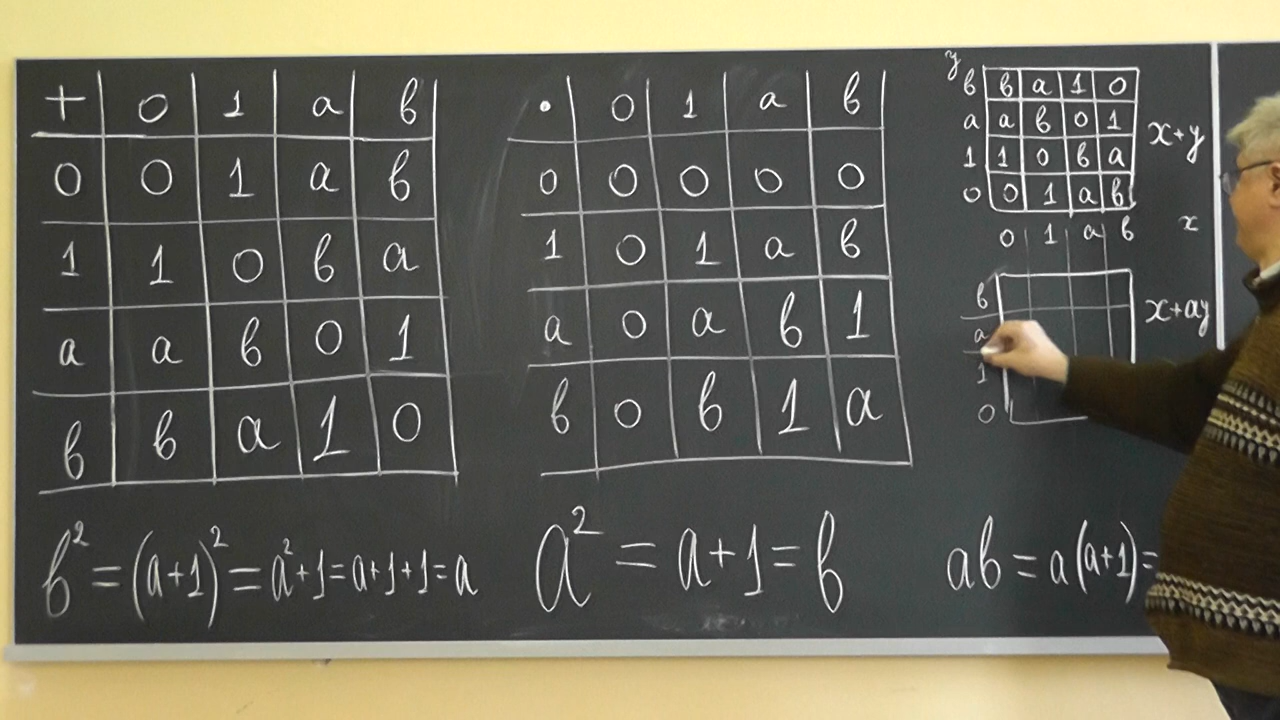 + 0 1 a в
0 0 1 a в
1 1 0 в a
a a в 0 1
в в a 1 0
в² = (a+1)² = a²+1=a+1+1=a
· 0 1 a в
0 0 0 0 0
1 0 1 a в
a 0 a в 1
в 0 в 1 a
a² = a+1 = в
y
в в a 1 0
a a в 0 1
1 1 0 в a
0 0 1 a в
0 1 a в x
x+y
в
a
1
0
x+ay
aв = a(a+1)=